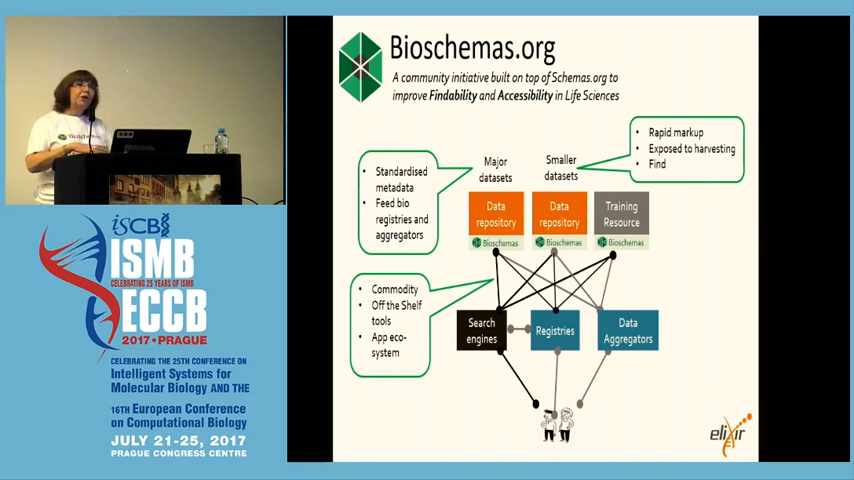 Bioschemas.org
A community initiative built on top of Schemas.org to
improve Findability and Accessibility in Life Sciences
Standardised
metadata
Feed bio
registries and
aggregators
Major
datasets
Smaller
datasets
Rapid markup
Exposed to harvesting
Find
Data
repository
Data
repository
Training
Resource
Bioschemas
Bioschemas
Bioschemas
Commodity
Off the Shelf
tools
App eco-
system
Search
engines
Registries
Data
Aggregators
elixir
Bioschemas
iSCB
ISMB
CELEBRATING 25 YEARS OF ISMB
ECCB
2017 • PRAGUE
CELEBRATING THE 25TH CONFERENCE ON
Intelligent Systems for
Molecular Biology AND THE
16TH European Conference
on Computational Biology
JULY 21-25, 2017
PRAGUE CONGRESS CENTRE